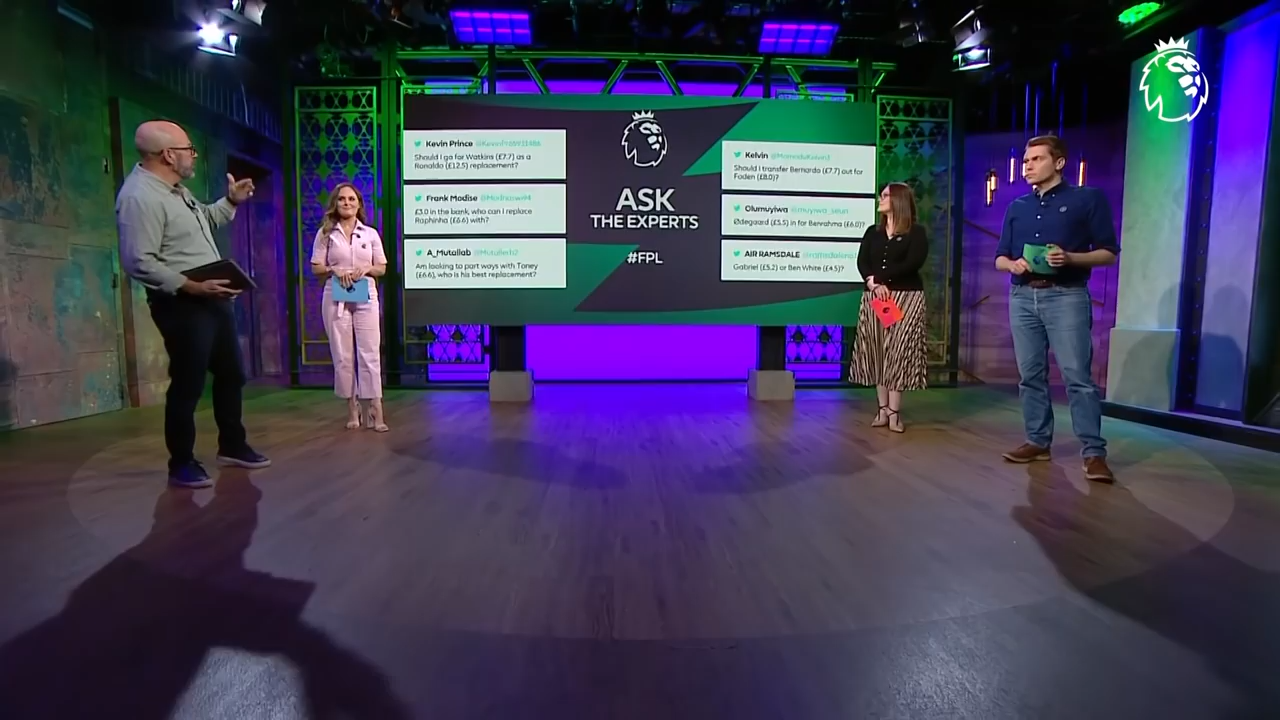 Kevin Prince
Should I go for Watkins (£7.7) as a
Ronaldo (£12.5) replacement?
Frank Modise
£3.0 in the bank, who can I replace
Raphinha (£6.6) with?
A_Mutallab
Am looking to part ways with Toney
(£6.6), who is his best replacement?
ASK
THE EXPERTS
#FPL
Kelvin
Should I transfer Bernardo (£7.7) out for
Foden (£8.0)?
Olumuyiwa
Ødegaard (£5.5) in for Benrahma (£6.0)?
AIR RAMSDALE
Gabriel (£5.2) or Ben White (£4.5)?